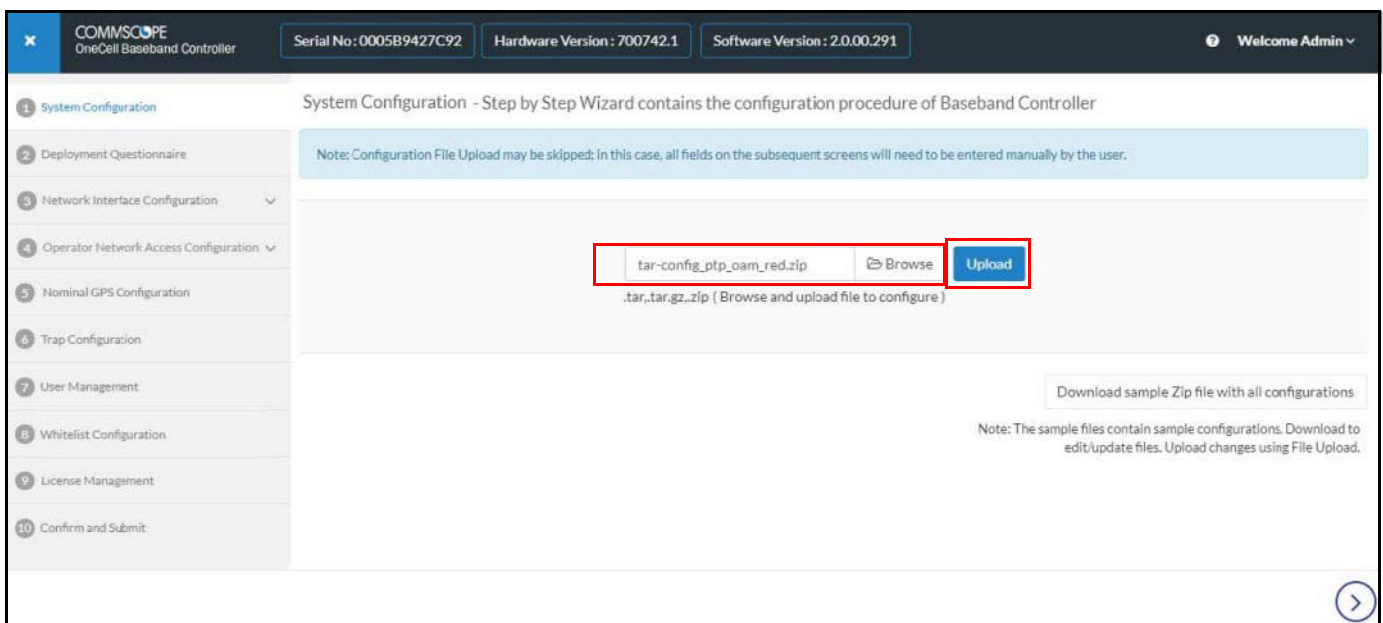 COMMSCOPE
OneCell Baseband Controller
Serial No : 0005B9427C92
Hardware Version : 700742.1
Software Version : 2.0.00.291
? Welcome Admin
1 System Configuration
2 Deployment Questionnaire
3 Network Interface Configuration
4 Operator Network Access Configuration
5 Nominal GPS Configuration
6 Trap Configuration
7 User Management
8 Whitelist Configuration
9 License Management
10 Confirm and Submit
System Configuration - Step by Step Wizard contains the configuration procedure of Baseband Controller
Note: Configuration File Upload may be skipped; in this case, all fields on the subsequent screens will need to be entered manually by the user.
tar-config_ptp_oam_red.zip
Browse
Upload
.tar,.tar.gz,.zip ( Browse and upload file to configure )
Download sample Zip file with all configurations
Note: The sample files contain sample configurations. Download to
edit/update files. Upload changes using File Upload.